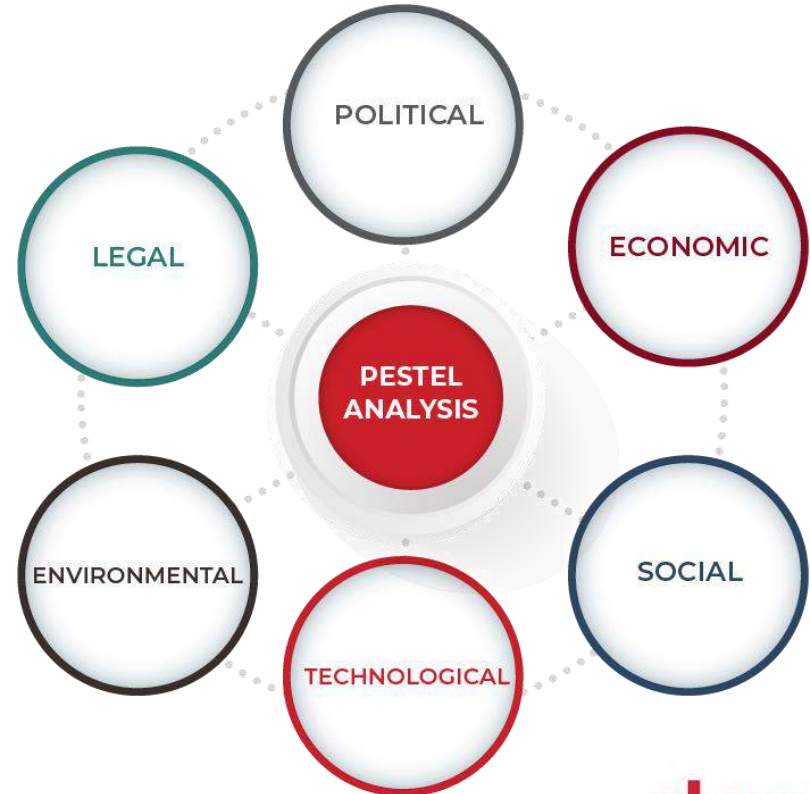 POLITICAL
ECONOMIC
SOCIAL
TECHNOLOGICAL
ENVIRONMENTAL
LEGAL
PESTEL
ANALYSIS